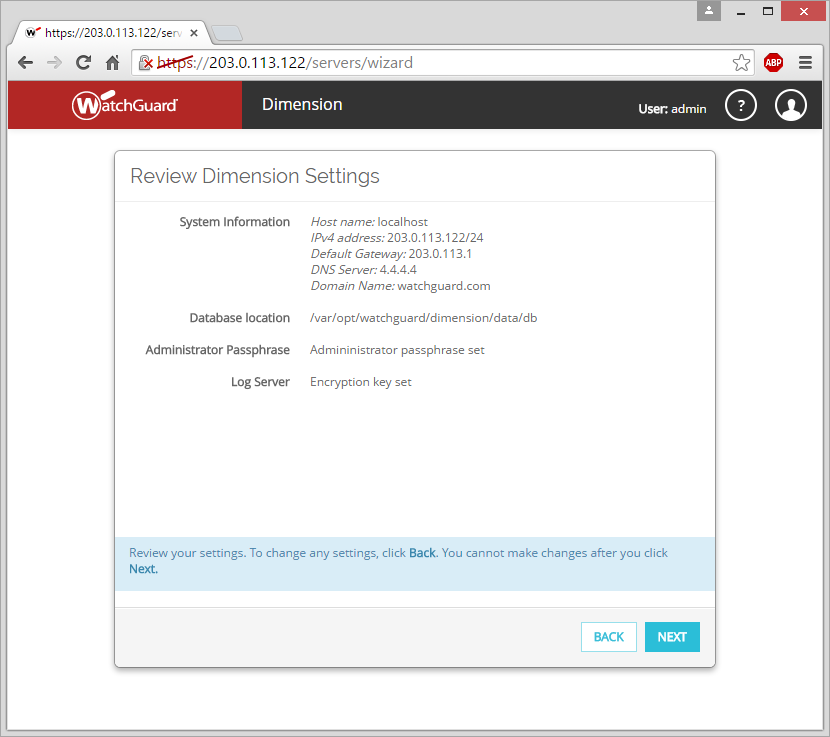 https://203.0.113.122/serv
https://203.0.113.122/servers/wizard
ABP
WatchGuard
Dimension
User: admin
?
Review Dimension Settings
System Information
Host name: localhost
IPv4 address: 203.0.113.122/24
Default Gateway: 203.0.113.1
DNS Server: 4.4.4.4
Domain Name: watchguard.com
Database location /var/opt/watchguard/dimension/data/db
Administrator Passphrase Admininistrator passphrase set
Log Server Encryption key set
Review your settings. To change any settings, click Back. You cannot make changes after you click
Next.
BACK NEXT